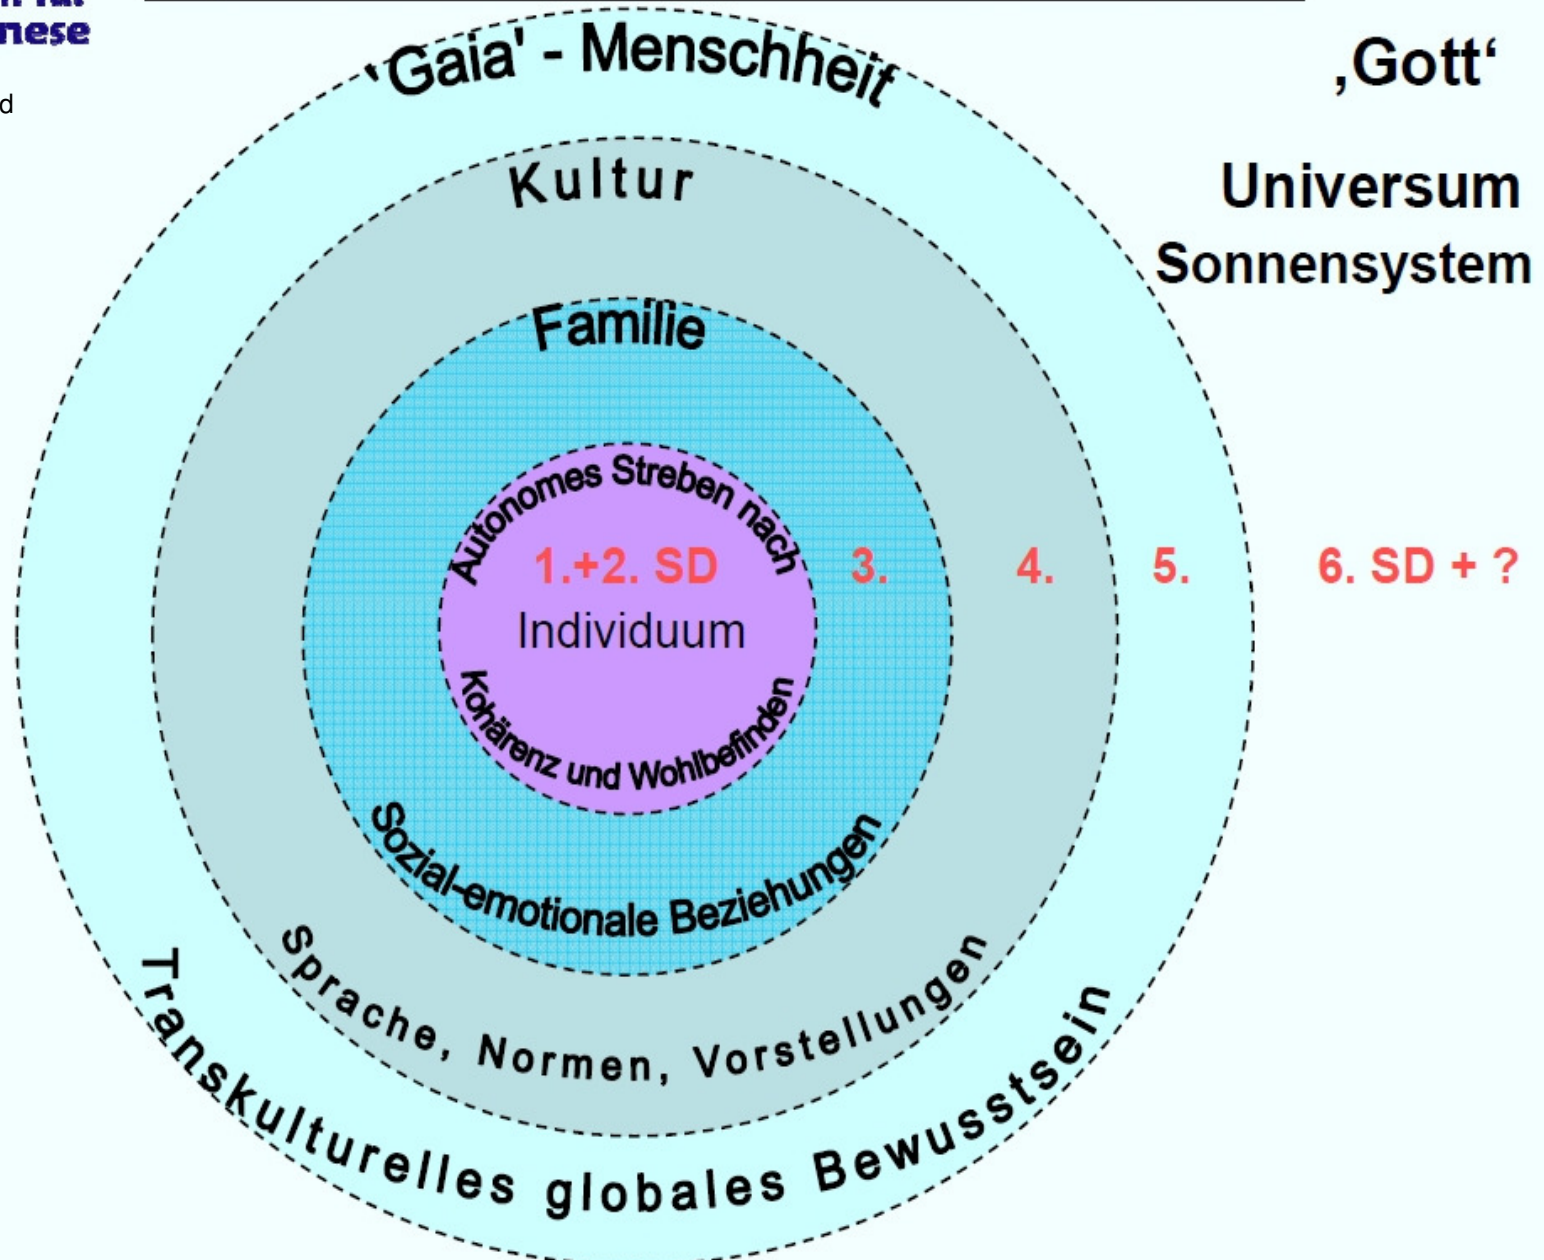 nese
d
'Gaia' - Menschheit
‚Gott‘
Kultur
Universum
Sonnensystem
Familie
Autonomes Streben nach
1.+2. SD
3.
4.
5.
6. SD + ?
Individuum
Kohärenz und Wohlbefinden
Sozial-emotionale Beziehungen
Sprache, Normen, Vorstellungen
Transkulturelles globales Bewusstsein